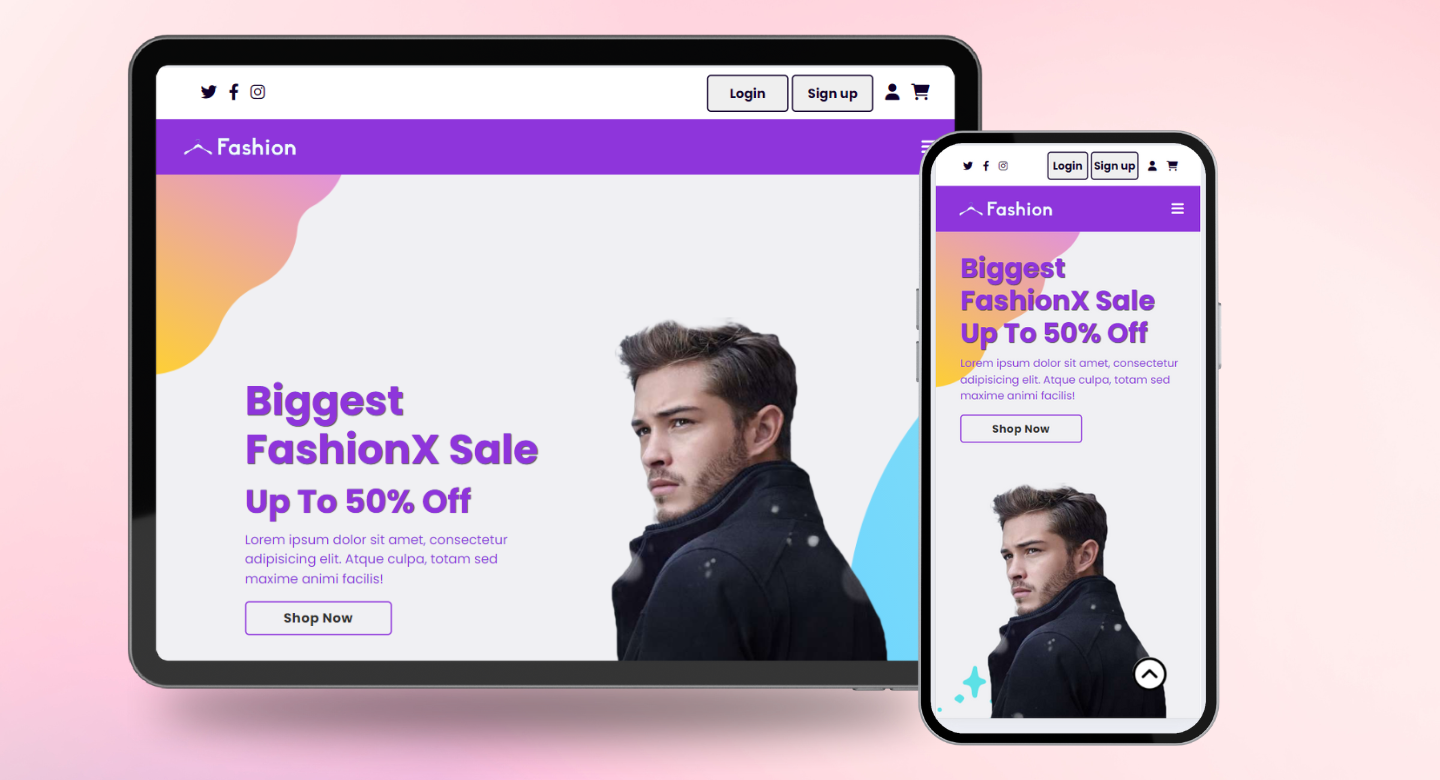 Login
Sign up
Fashion
Biggest
FashionX Sale
Up To 50% Off
Lorem ipsum dolor sit amet, consectetur
adipisicing elit. Atque culpa, totam sed
maxime animi facilis!
Shop Now
Login
Sign up
Fashion
Biggest
FashionX Sale
Up To 50% Off
Lorem ipsum dolor sit amet, consectetur
adipisicing elit. Atque culpa, totam sed
maxime animi facilis!
Shop Now